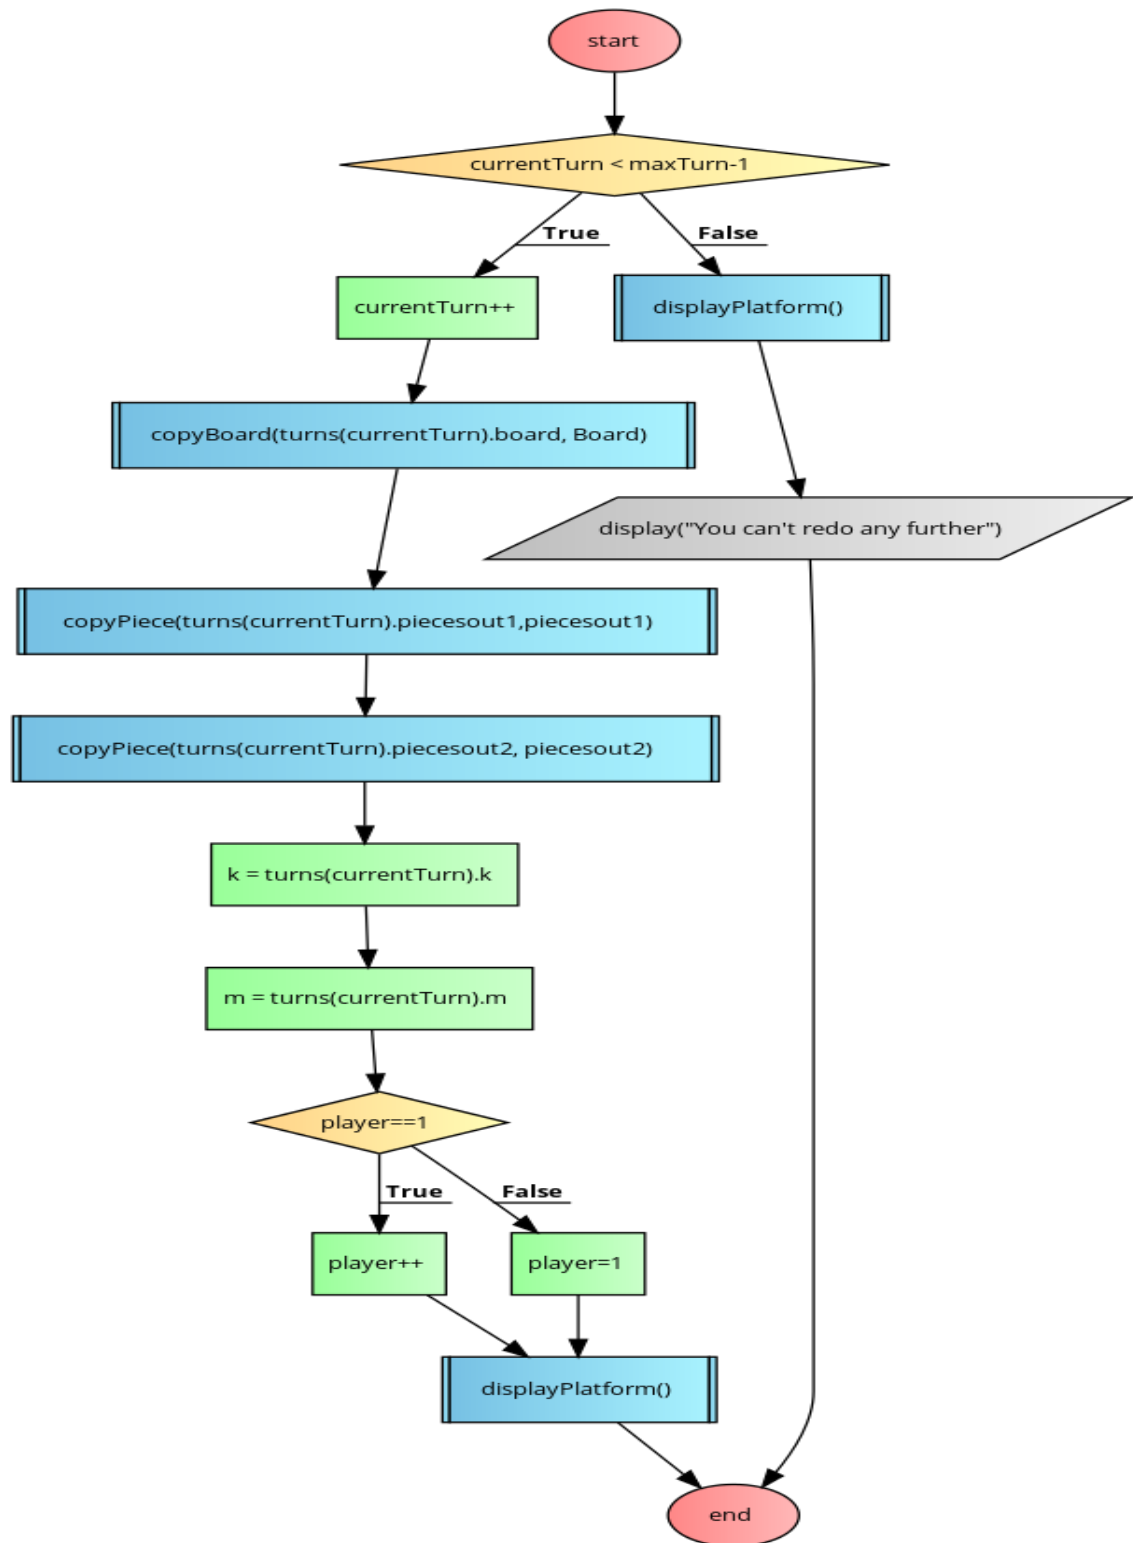 start
currentTurn < maxTurn-1
True
False
currentTurn++
displayPlatform()
copyBoard(turns(currentTurn).board, Board)
display("You can't redo any further")
copyPiece(turns(currentTurn).piecesout1,piecesout1)
copyPiece(turns(currentTurn).piecesout2, piecesout2)
k = turns(currentTurn).k
m = turns(currentTurn).m
player==1
True
False
player++
player=1
displayPlatform()
end